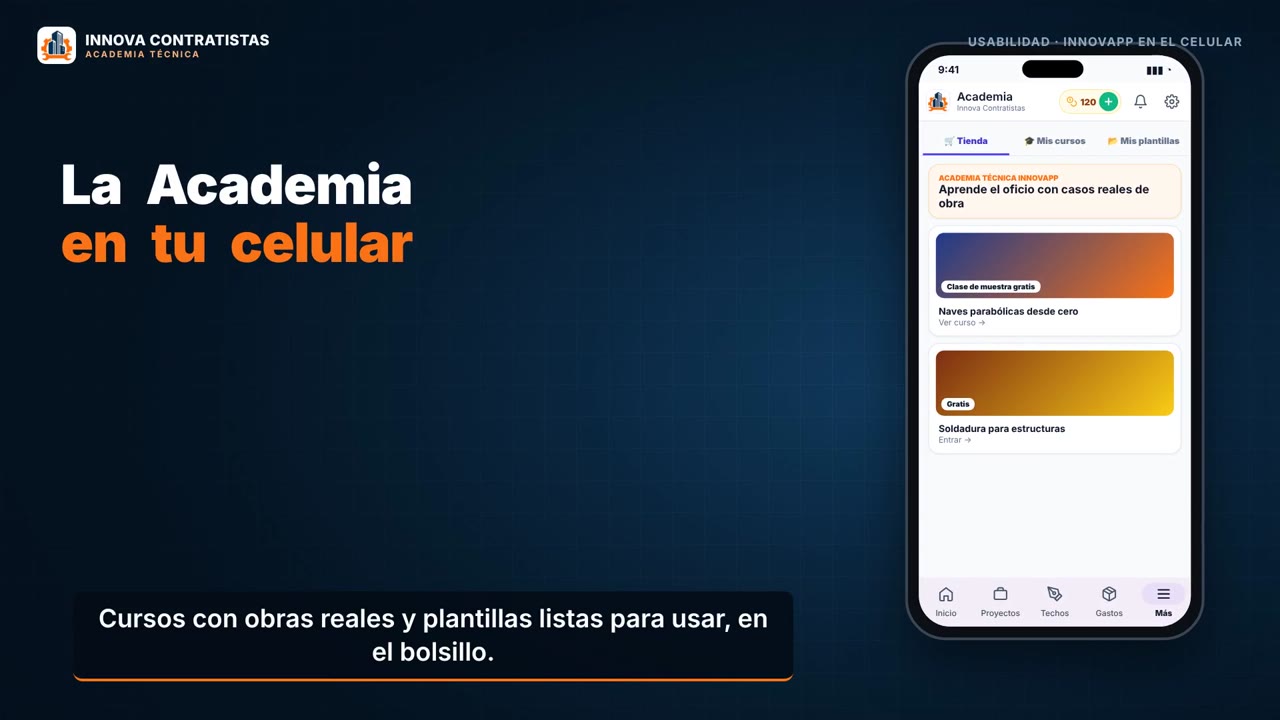 INNOVA CONTRATISTAS
ACADEMIA TÉCNICA
USABILIDAD · INNOVAPP EN EL CELULAR
La Academia
en tu celular
9:41
Academia
Innova Contratistas
120
🛒 Tienda
🎓 Mis cursos
📂 Mis plantillas
ACADEMIA TÉCNICA INNOVAPP
Aprende el oficio con casos reales de
obra
Clase de muestra gratis
Naves parabólicas desde cero
Ver curso →
Gratis
Soldadura para estructuras
Entrar →
Inicio
Proyectos
Techos
Gastos
Más
Cursos con obras reales y plantillas listas para usar, en
el bolsillo.